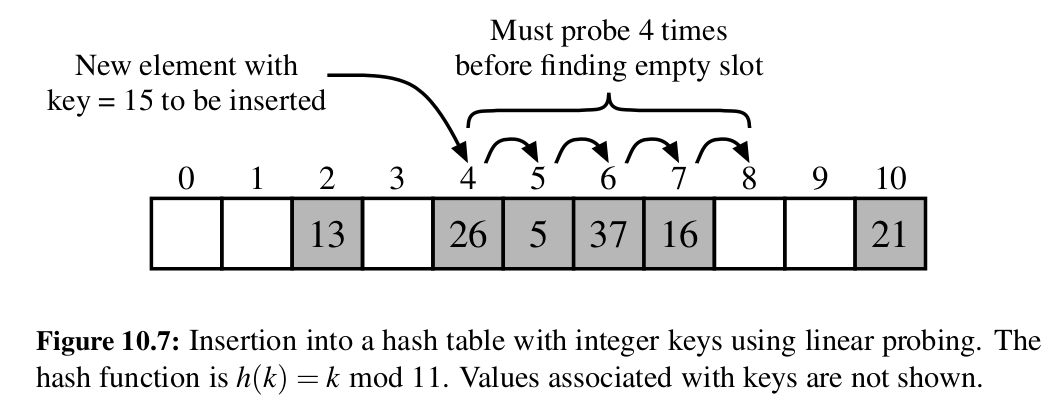 Must probe 4 times
before finding empty slot
New element with
key = 15 to be inserted
0 1 2 3 4 5 6 7 8 9 10
13 26 5 37 16 21
Figure 10.7: Insertion into a hash table with integer keys using linear probing. The
hash function is h(k) = k mod 11. Values associated with keys are not shown.